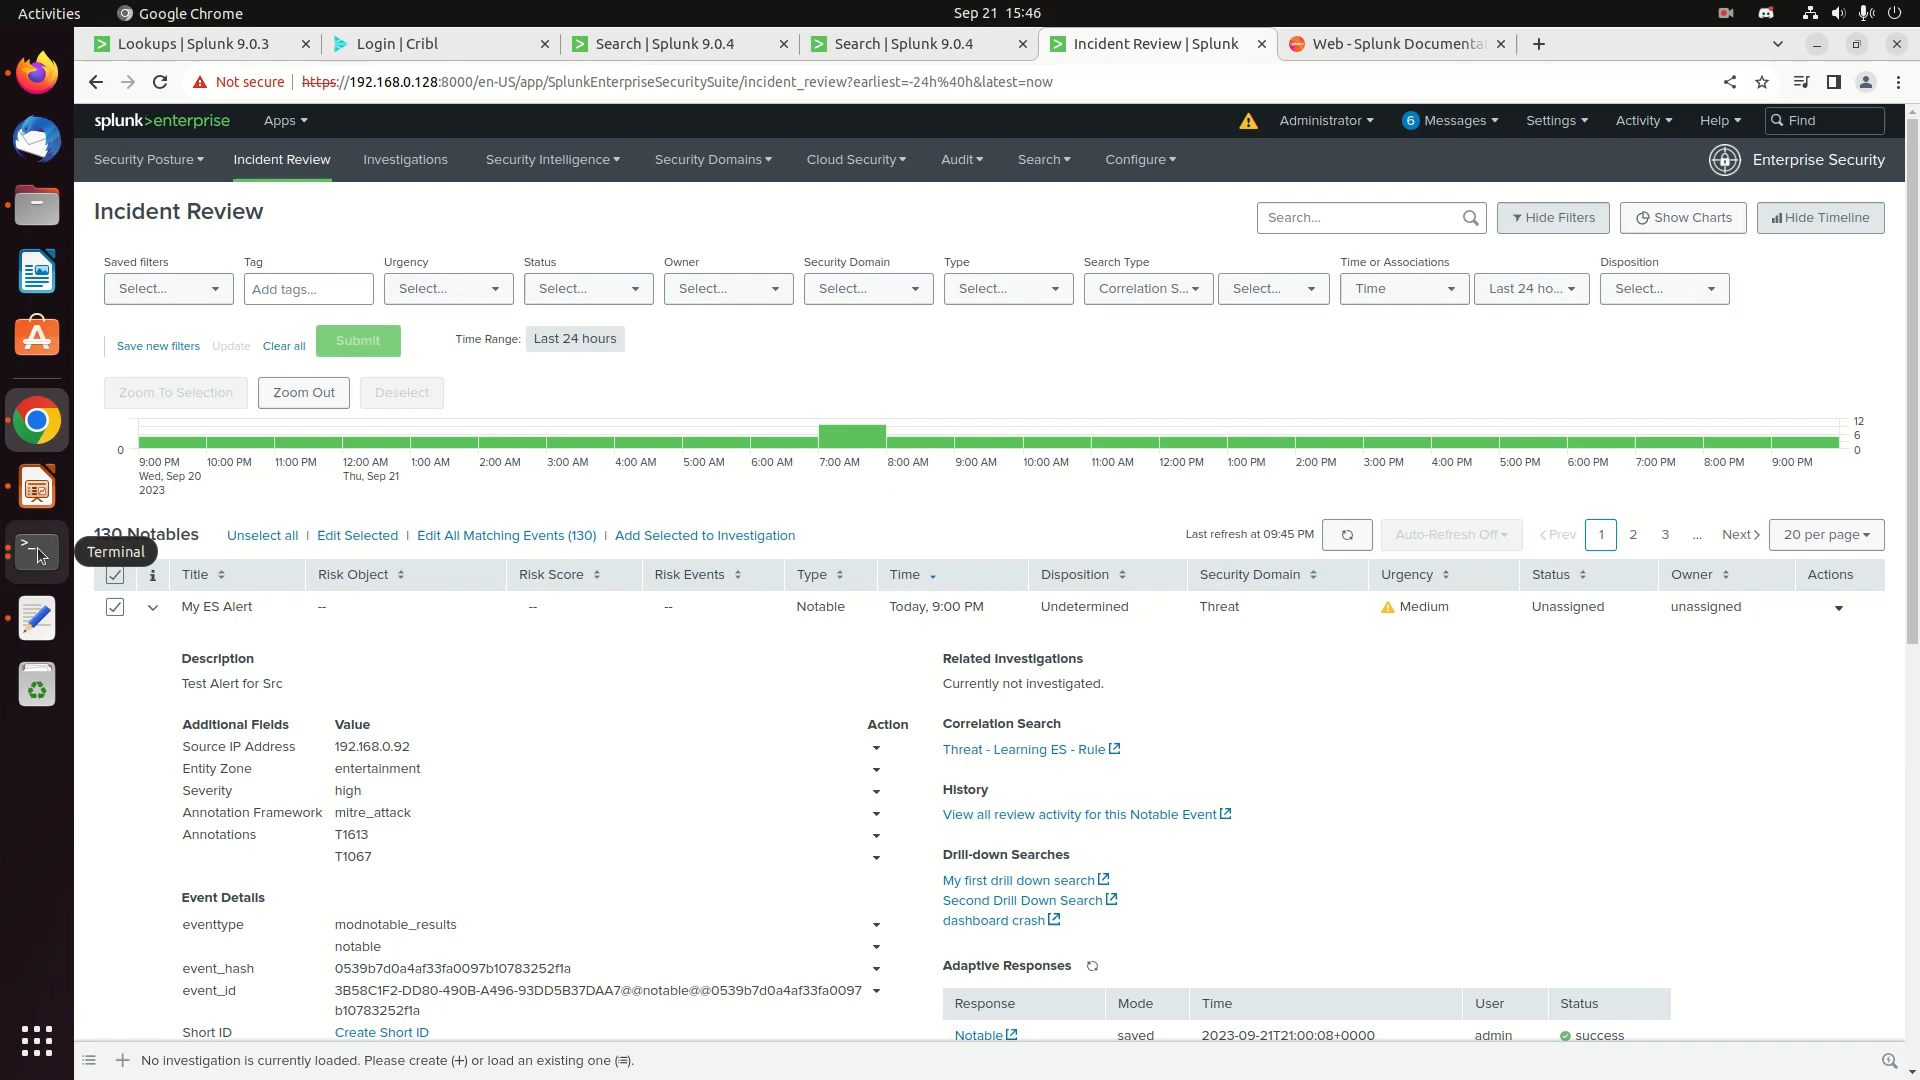 Activities
Google Chrome
Sep 21 15:46
Lookups | Splunk 9.0.3
Login | Cribl
Search | Splunk 9.0.4
Search | Splunk 9.0.4
Incident Review | Splunk
Web - Splunk Documenta
Not secure
https://192.168.0.128:8000/en-US/app/SplunkEnterpriseSecuritySuite/incident_review?earliest=-24h%40h&latest=now
splunk>enterprise
Apps
Administrator
6 Messages
Settings
Activity
Help
Find
Security Posture
Incident Review
Investigations
Security Intelligence
Security Domains
Cloud Security
Audit
Search
Configure
Enterprise Security
Incident Review
Search...
Hide Filters
Show Charts
Hide Timeline
Saved filters
Tag
Urgency
Status
Owner
Security Domain
Type
Search Type
Time or Associations
Disposition
Select...
Add tags...
Select...
Select...
Select...
Select...
Select...
Correlation S...
Select...
Time
Last 24 ho...
Select...
Save new filters
Update
Clear all
Submit
Time Range:
Last 24 hours
Zoom To Selection
Zoom Out
Deselect
12
6
0
0
9:00 PM
Wed, Sep 20
2023
10:00 PM
11:00 PM
12:00 AM
Thu, Sep 21
1:00 AM
2:00 AM
3:00 AM
4:00 AM
5:00 AM
6:00 AM
7:00 AM
8:00 AM
9:00 AM
10:00 AM
11:00 AM
12:00 PM
1:00 PM
2:00 PM
3:00 PM
4:00 PM
5:00 PM
6:00 PM
7:00 PM
8:00 PM
9:00 PM
130 Notables
Unselect all | Edit Selected | Edit All Matching Events (130) | Add Selected to Investigation
Last refresh at 09:45 PM
Auto-Refresh Off
<Prev
1
2
3
...
Next>
20 per page
Terminal
i
Title
Risk Object
Risk Score
Risk Events
Type
Time
Disposition
Security Domain
Urgency
Status
Owner
Actions
My ES Alert
--
--
--
Notable
Today, 9:00 PM
Undetermined
Threat
Medium
Unassigned
unassigned
Description
Test Alert for Src
Additional Fields
Value
Action
Source IP Address
192.168.0.92
Entity Zone
entertainment
Severity
high
Annotation Framework
mitre_attack
Annotations
T1613
T1067
Event Details
eventtype
modnotable_results
notable
event_hash
0539b7d0a4af33fa0097b10783252f1a
event_id
3B58C1F2-DD80-490B-A496-93DD5B37DAA7@@notable@@0539b7d0a4af33fa0097
b10783252f1a
Short ID
Create Short ID
Related Investigations
Currently not investigated.
Correlation Search
Threat - Learning ES - Rule
History
View all review activity for this Notable Event
Drill-down Searches
My first drill down search
Second Drill Down Search
dashboard crash
Adaptive Responses
Response
Mode
Time
User
Status
Notable
saved
2023-09-21T21:00:08+0000
admin
success
No investigation is currently loaded. Please create (+) or load an existing one (≡).